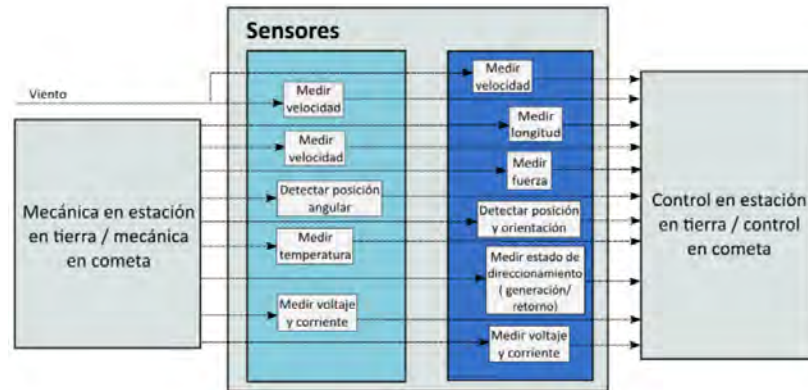 Sensores
Viento
Medir
velocidad
Medir
velocidad
Detectar posición
angular
Medir
temperatura
Medir voltaje
y corriente
Medir
velocidad
Medir
longitud
Medir
fuerza
Detectar posición
y orientación
Medir estado de
direccionamiento
( generación/
retorno)
Medir voltaje
y corriente
Mecánica en estación
en tierra / mecánica
en cometa
Control en estación
en tierra / control
en cometa